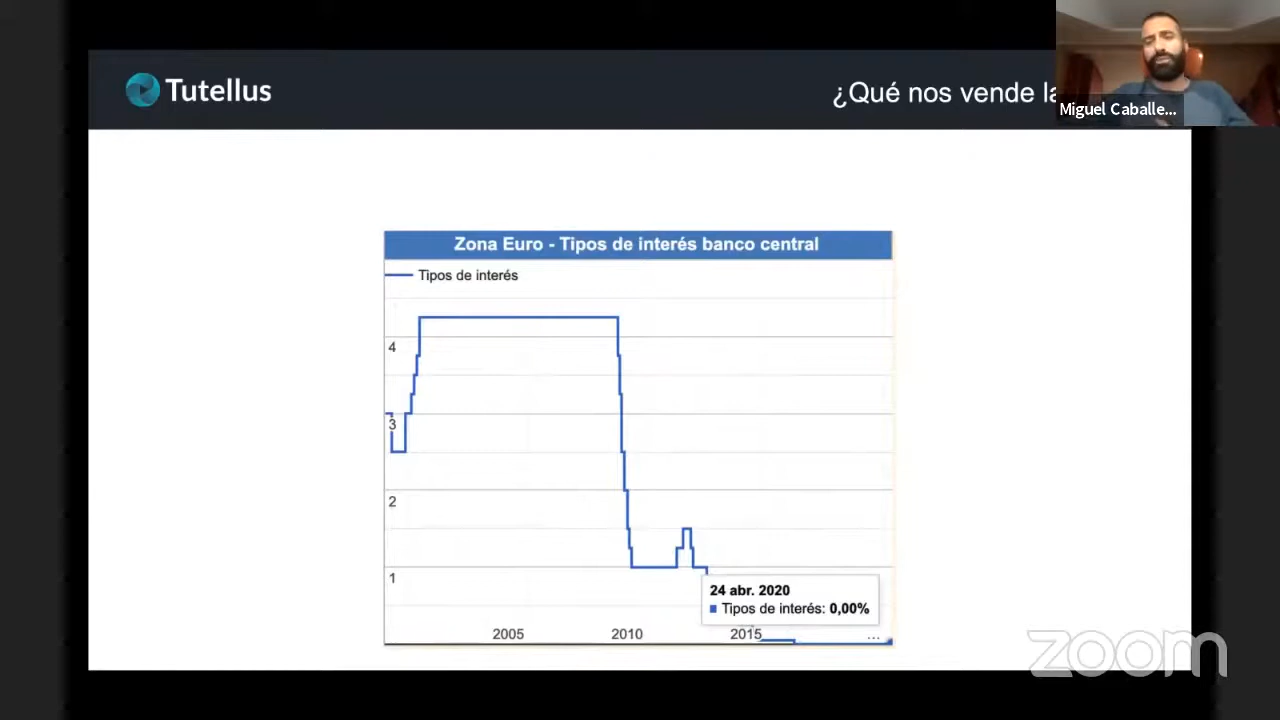 Tutellus
¿Qué nos vende la
Miguel Caballe...
Zona Euro - Tipos de interés banco central
Tipos de interés
4
3
2
1
24 abr. 2020
Tipos de interés: 0,00%
2005
2010
2015
...
zoom